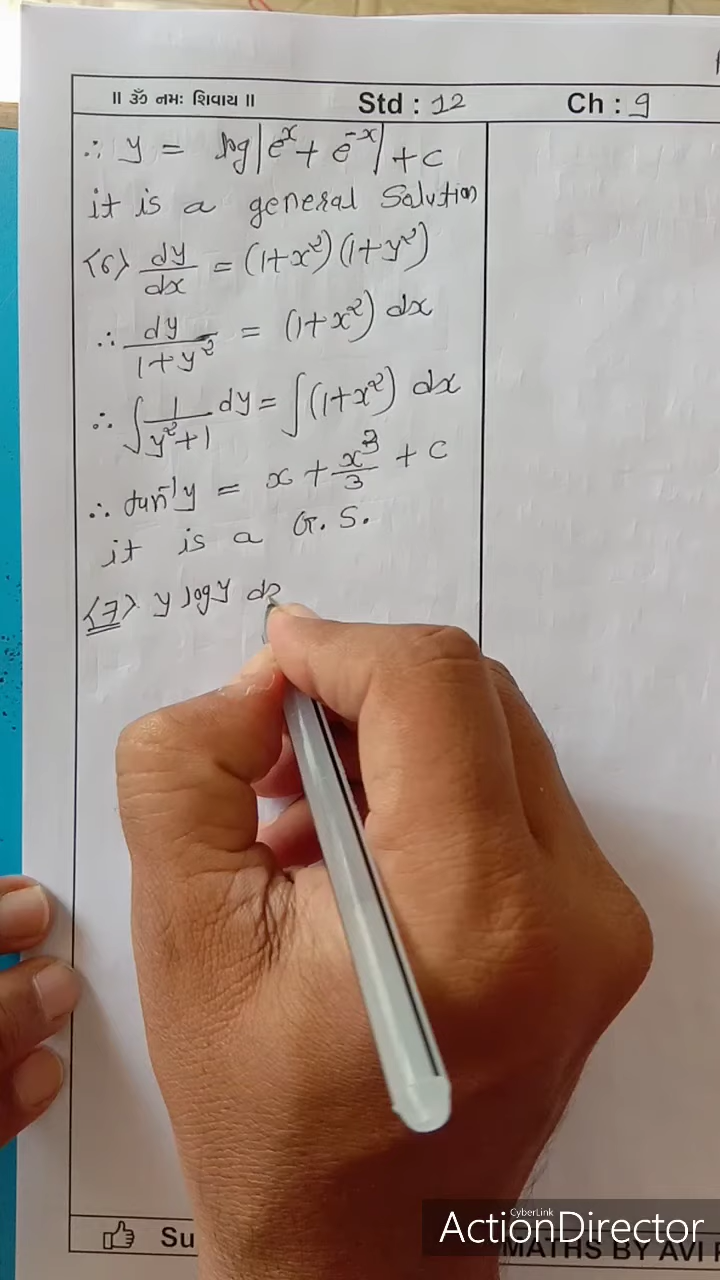 ॥ ॐ નમઃ શિવાય ॥ Std : 12 Ch : 9
∴ y = log|eˣ + e⁻ˣ| + c
it is a general Solution
<6> dy/dx = (1+x²)(1+y²)
∴ dy/1+y² = (1+x²) dx
∴ ∫ 1/y²+1 dy = ∫(1+x²) dx
∴ tan⁻¹y = x + x³/3 + c
it is a G. S.
<7> y log y dx
Su
MATHS BY AVI
CyberLink
ActionDirector